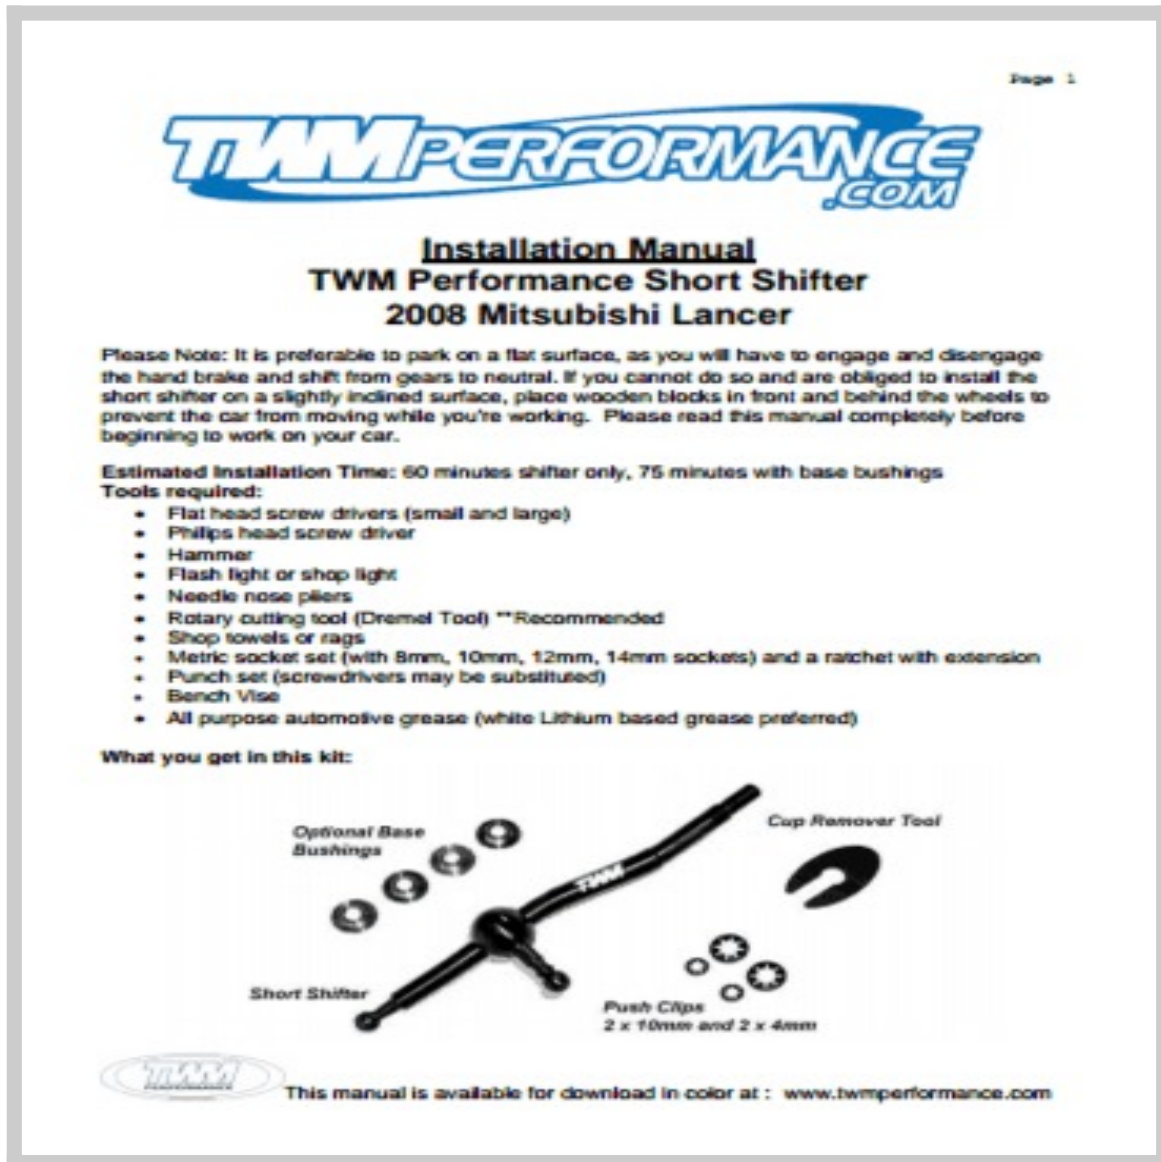 Page 1
TWMPERFORMANCE
.COM
Installation Manual
TWM Performance Short Shifter
2008 Mitsubishi Lancer
Please Note: It is preferable to park on a flat surface, as you will have to engage and disengage
the hand brake and shift from gears to neutral. If you cannot do so and are obliged to install the
short shifter on a slightly inclined surface, place wooden blocks in front and behind the wheels to
prevent the car from moving while you're working. Please read this manual completely before
beginning to work on your car.
Estimated Installation Time: 60 minutes shifter only, 75 minutes with base bushings
Tools required:
• Flat head screw drivers (small and large)
• Philips head screw driver
• Hammer
• Flash light or shop light
• Needle nose pliers
• Rotary cutting tool (Dremel Tool) **Recommended
• Shop towels or rags
• Metric socket set (with 8mm, 10mm, 12mm, 14mm sockets) and a ratchet with extension
• Punch set (screwdrivers may be substituted)
• Bench Vise
• All purpose automotive grease (white Lithium based grease preferred)
What you get in this kit:
Optional Base
Bushings
Cup Remover Tool
TWM
Short Shifter
Push Clips
2 x 10mm and 2 x 4mm
TWM
This manual is available for download in color at : www.twmperformance.com